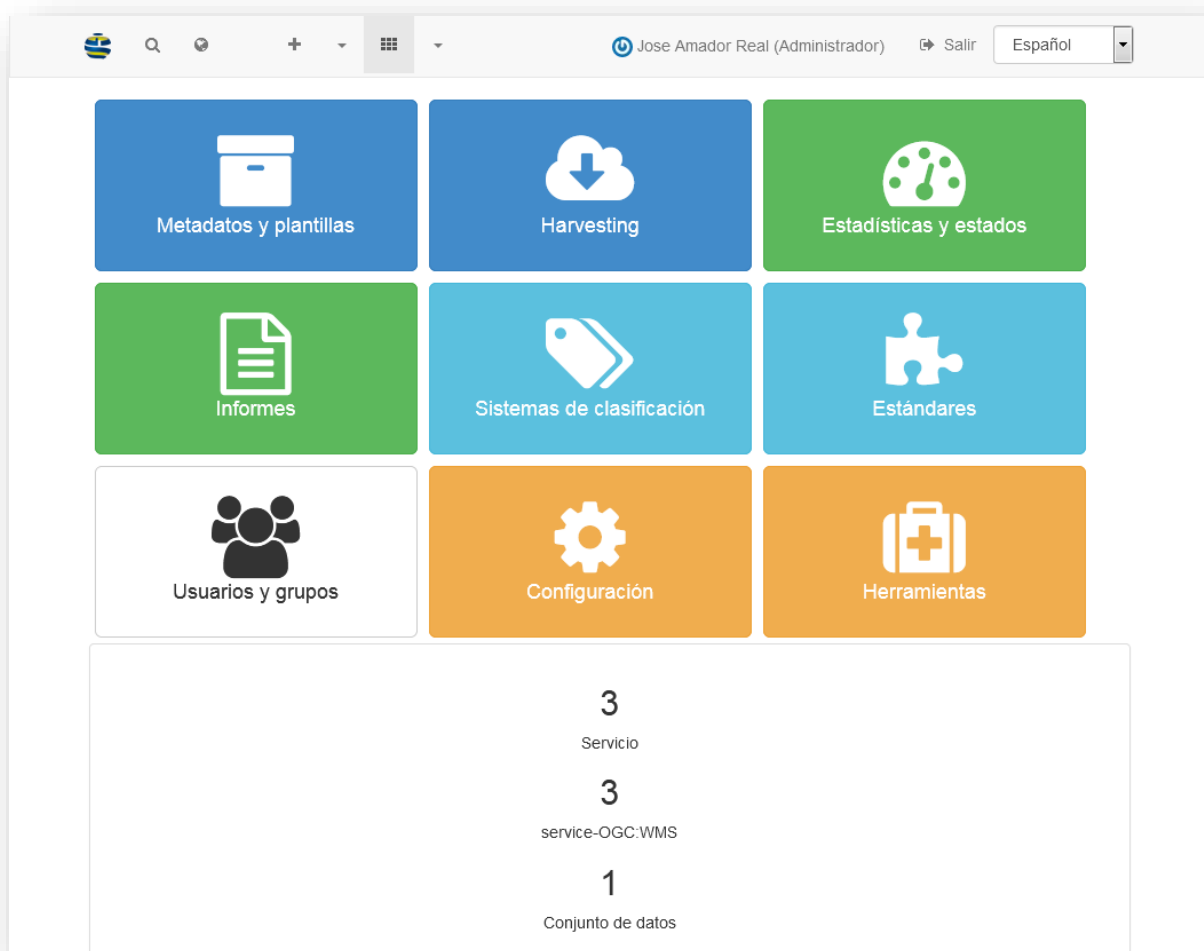 Jose Amador Real (Administrador) Salir Español
Metadatos y plantillas Harvesting Estadísticas y estados
Informes Sistemas de clasificación Estándares
Usuarios y grupos Configuración Herramientas
3
Servicio
3
service-OGC:WMS
1
Conjunto de datos